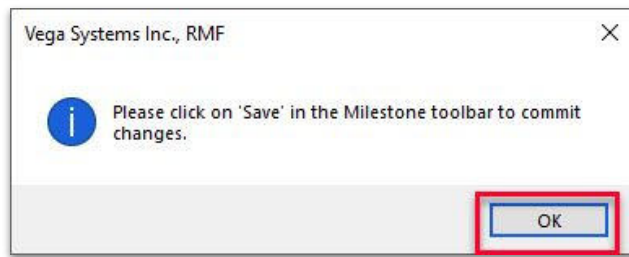 Vega Systems Inc., RMF
Please click on 'Save' in the Milestone toolbar to commit
changes.
OK